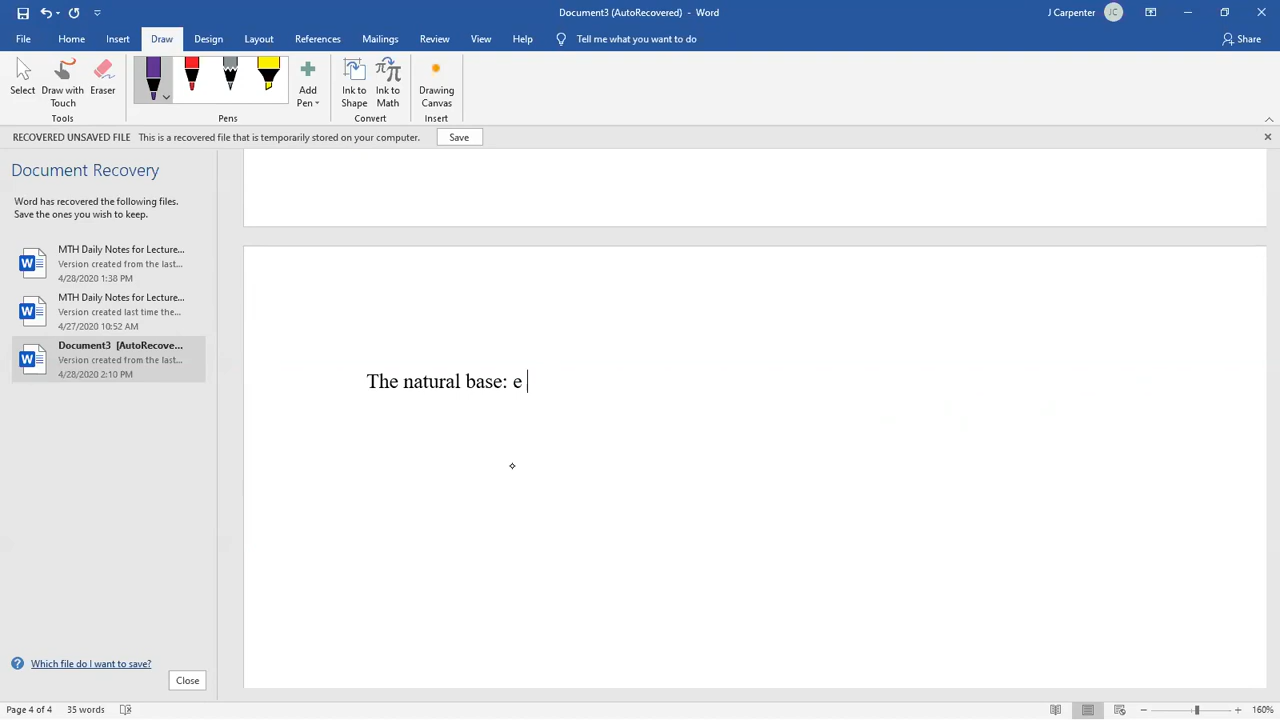 Document3 (AutoRecovered) - Word
J Carpenter
JC
File
Home
Insert
Draw
Design
Layout
References
Mailings
Review
View
Help
Tell me what you want to do
Share
Select
Draw with
Touch
Eraser
Add
Pen
Ink to
Shape
Ink to
Math
Drawing
Canvas
Tools
Pens
Convert
Insert
RECOVERED UNSAVED FILE
This is a recovered file that is temporarily stored on your computer.
Save
Document Recovery
Word has recovered the following files.
Save the ones you wish to keep.
MTH Daily Notes for Lecture...
Version created from the last...
4/28/2020 1:38 PM
MTH Daily Notes for Lecture...
Version created last time the...
4/27/2020 10:52 AM
Document3 [AutoRecove...
Version created from the last...
4/28/2020 2:10 PM
The natural base: e
Which file do I want to save?
Close
Page 4 of 4
35 words
160%